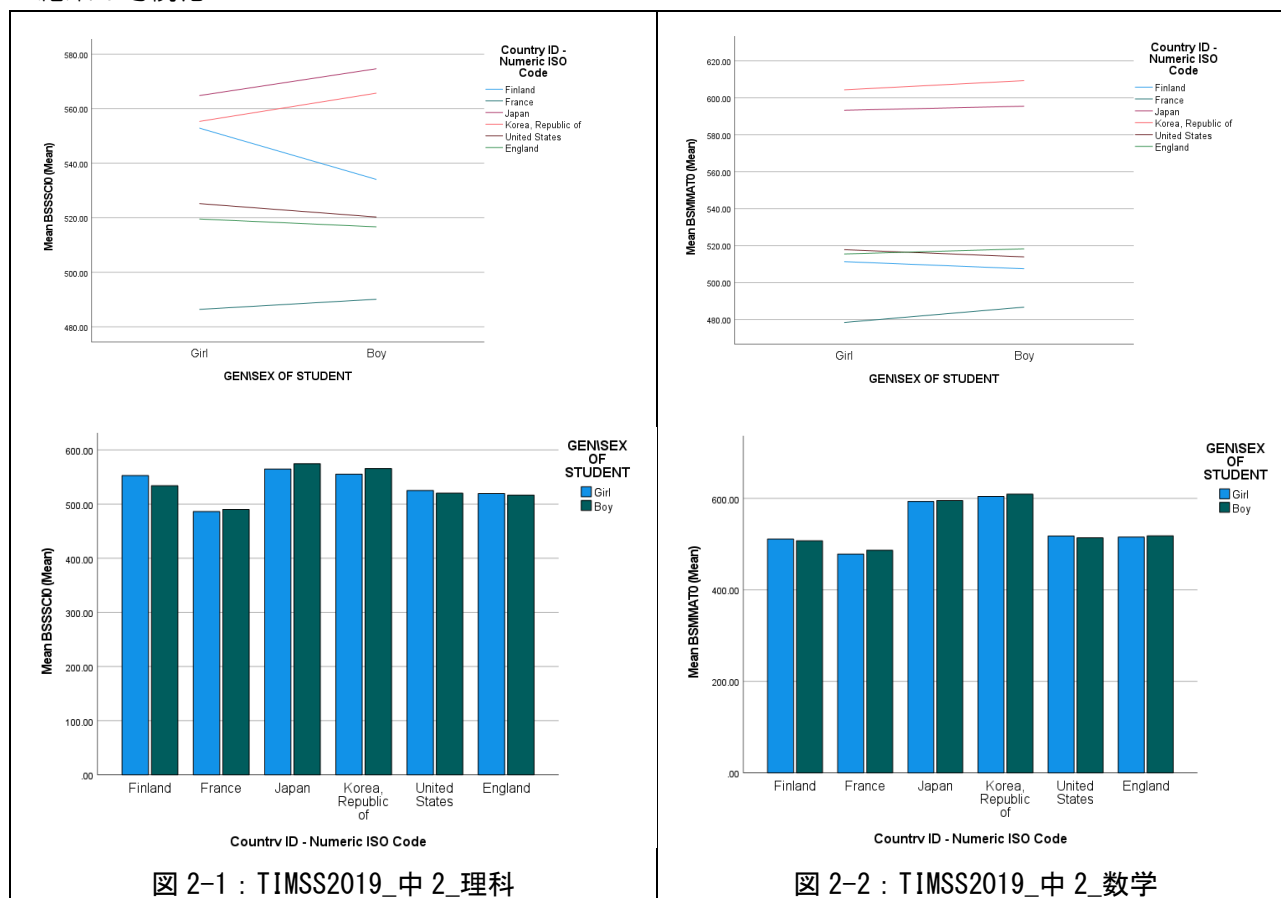 580.00
560.00
540.00
520.00
500.00
480.00
Mean BSSSCI0 (Mean)
Girl
Boy
GEN\SEX OF STUDENT
Country ID -
Numeric ISO
Code
Finland
France
Japan
Korea, Republic of
United States
England
620.00
600.00
580.00
560.00
540.00
520.00
500.00
480.00
Mean BSMMAT0 (Mean)
Girl
Boy
GEN\SEX OF STUDENT
Country ID -
Numeric ISO
Code
Finland
France
Japan
Korea, Republic of
United States
England
600.00
500.00
400.00
300.00
200.00
100.00
.00
Mean BSSSCI0 (Mean)
Finland
France
Japan
Korea,
Republic
of
United
States
England
Country ID - Numeric ISO Code
GEN\SEX
OF
STUDENT
Girl
Boy
図 2-1：TIMSS2019_中 2_理科
600.00
400.00
200.00
.00
Mean BSMMAT0 (Mean)
Finland
France
Japan
Korea,
Republic
of
United
States
England
Country ID - Numeric ISO Code
GEN\SEX
OF
STUDENT
Girl
Boy
図 2-2：TIMSS2019_中 2_数学